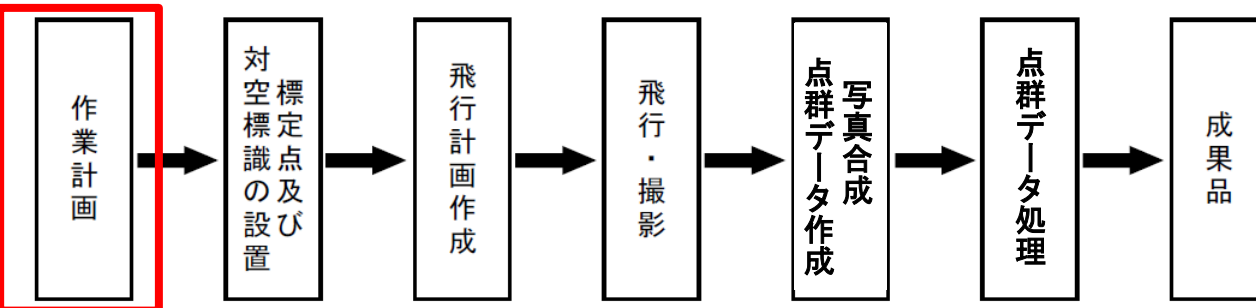 作業計画
標定点及び
対空標識の設置
飛行計画作成
飛行・撮影
写真合成
点群データ作成
点群データ処理
成果品